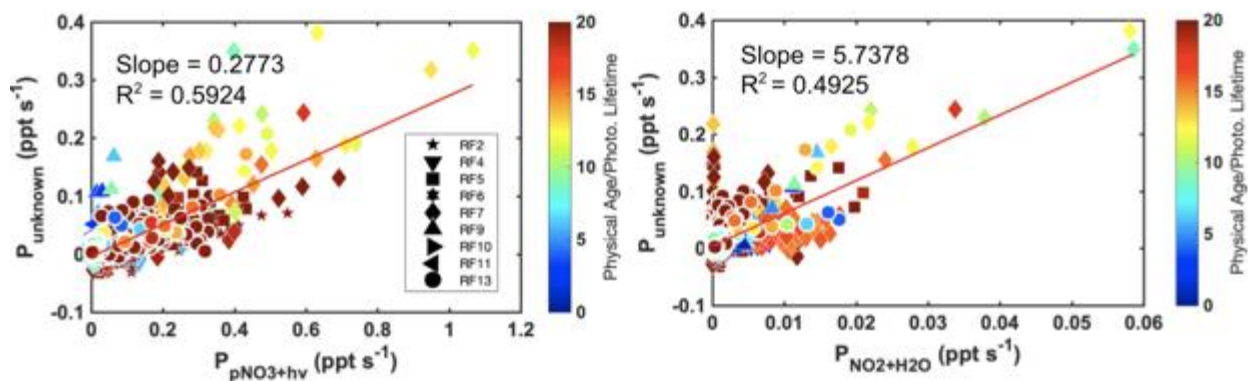 0.4
0.3
0.2
0.1
0
-0.1
P_unknown (ppt s⁻¹)
Slope = 0.2773
R² = 0.5924
RF2
RF4
RF5
RF6
RF7
RF9
RF10
RF11
RF13
0 0.2 0.4 0.6 0.8 1 1.2
P_pNO3+hν (ppt s⁻¹)
20
15
10
5
0
Physical Age/Photo. Lifetime
0.4
0.3
0.2
0.1
0
-0.1
P_unknown (ppt s⁻¹)
Slope = 5.7378
R² = 0.4925
0 0.01 0.02 0.03 0.04 0.05 0.06
P_NO2+H2O (ppt s⁻¹)
20
15
10
5
0
Physical Age/Photo. Lifetime